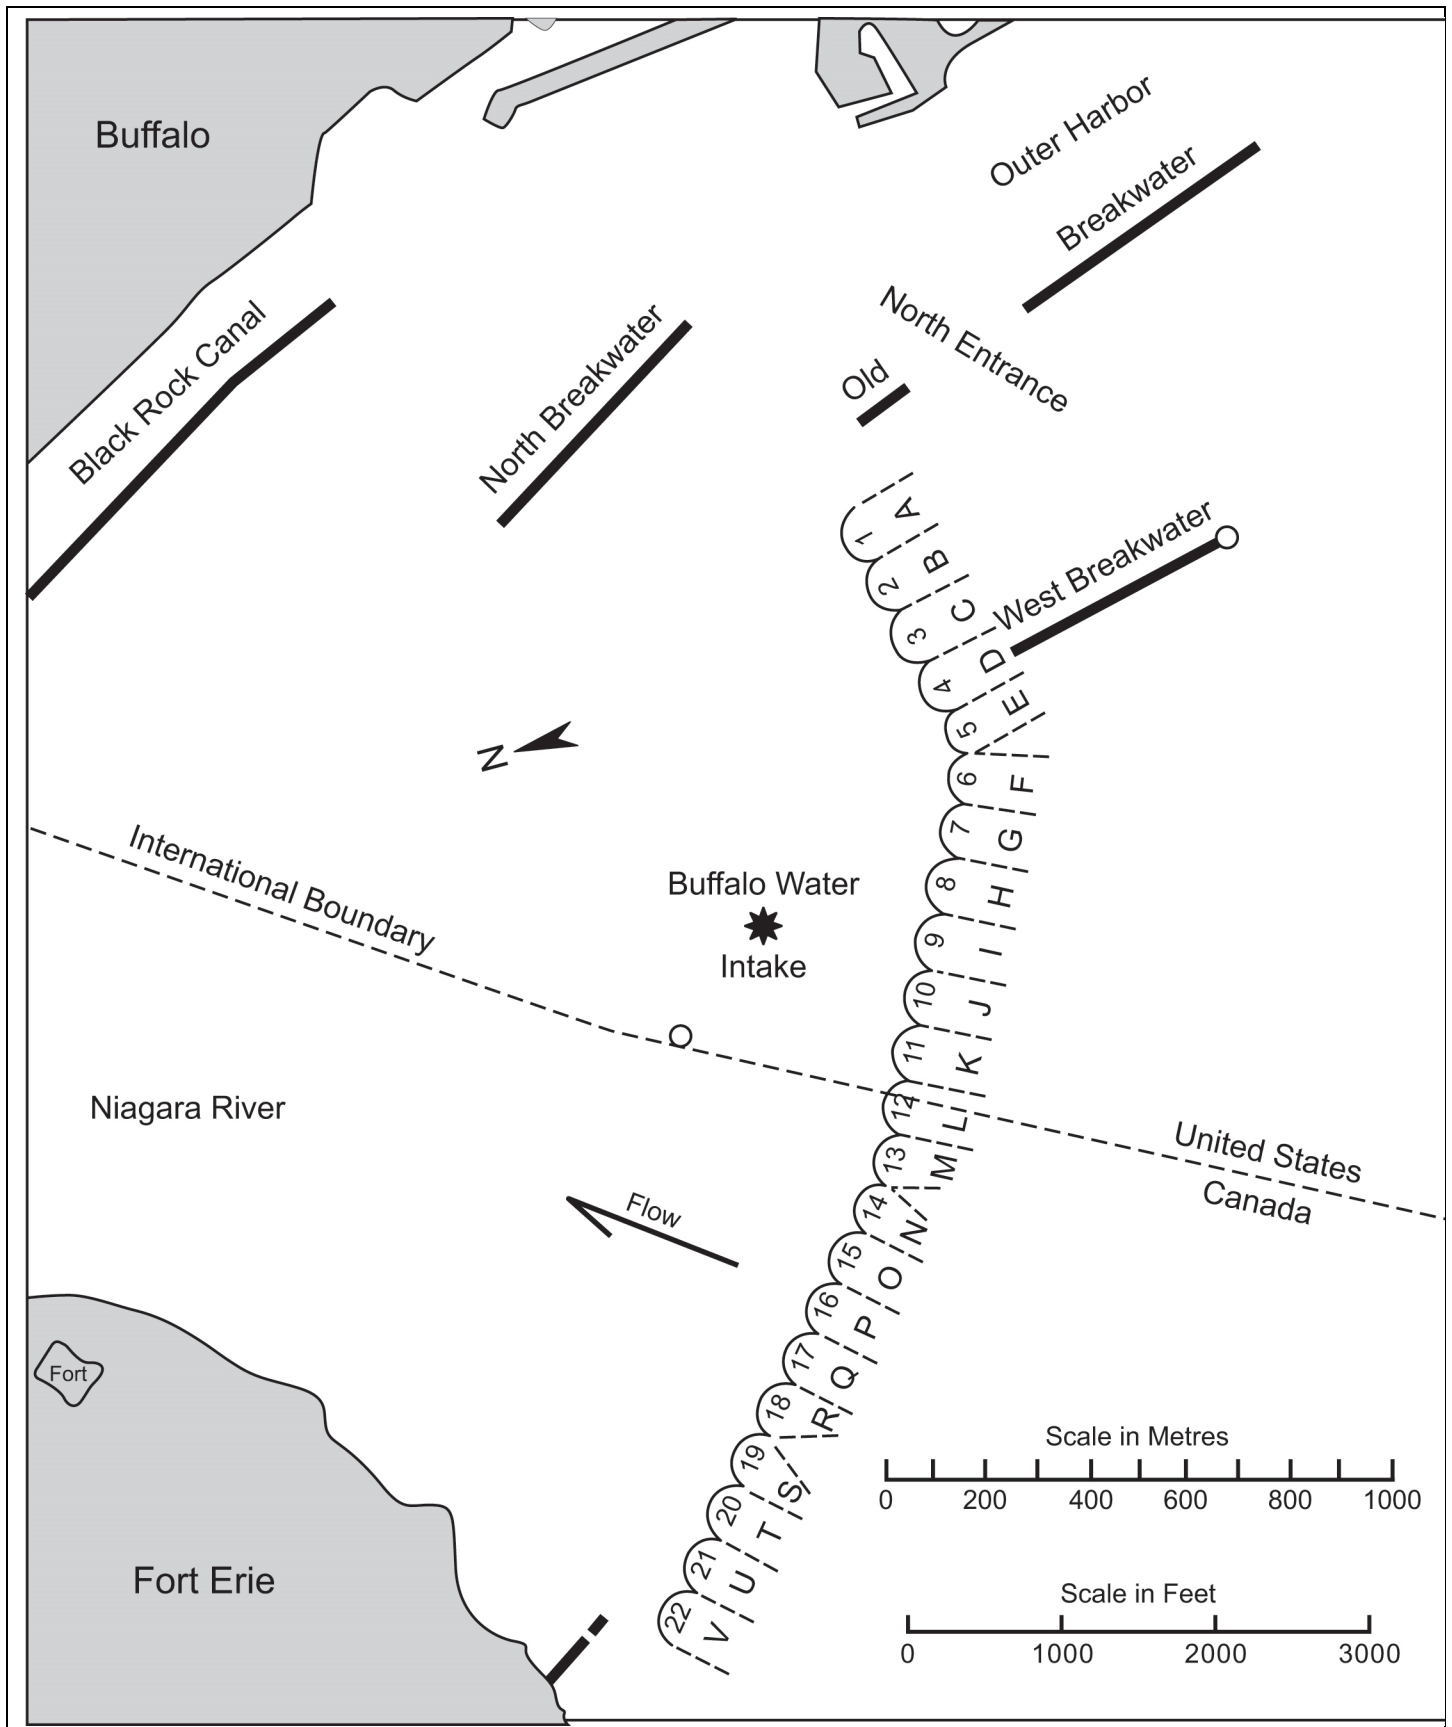 Buffalo
Outer Harbor
Breakwater
Black Rock Canal
North Breakwater
North Entrance
Old
West Breakwater
1 A
2 B
3 C
4 D
5 E
6 F
7 G
8 H
9 I
10 J
11 K
12 L
13 M
14 N
15 O
16 P
17 Q
18 R
19 S
20 T
21 U
22 V
N
International Boundary
Buffalo Water
Intake
Niagara River
United States
Canada
Flow
Fort
Fort Erie
Scale in Metres
0 200 400 600 800 1000
Scale in Feet
0 1000 2000 3000